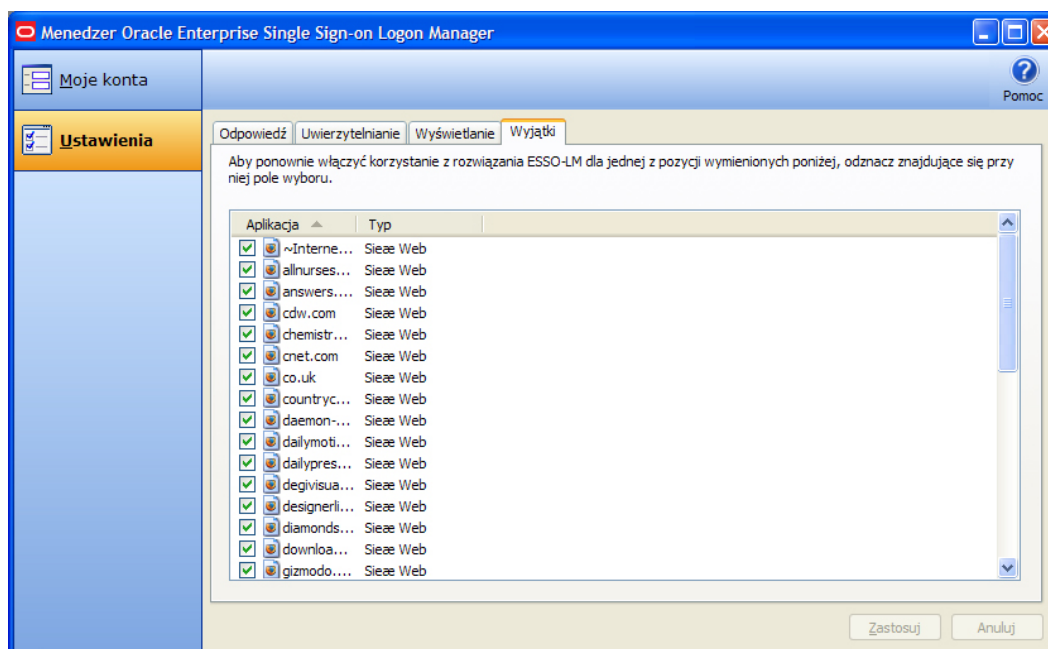 Menedzer Oracle Enterprise Single Sign-on Logon Manager
Moje konta
Pomoc
Ustawienia
Odpowiedź Uwierzytelnianie Wyświetlanie Wyjątki
Aby ponownie włączyć korzystanie z rozwiązania ESSO-LM dla jednej z pozycji wymienionych poniżej, odznacz znajdujące się przy
niej pole wyboru.
Aplikacja Typ
~Interne... Sieæ Web
allnurses... Sieæ Web
answers.... Sieæ Web
cdw.com Sieæ Web
chemistr... Sieæ Web
cnet.com Sieæ Web
co.uk Sieæ Web
countryc... Sieæ Web
daemon-... Sieæ Web
dailymoti... Sieæ Web
dailypres... Sieæ Web
degivisua... Sieæ Web
designerli... Sieæ Web
diamonds... Sieæ Web
downloa... Sieæ Web
gizmodo.... Sieæ Web
Zastosuj Anuluj